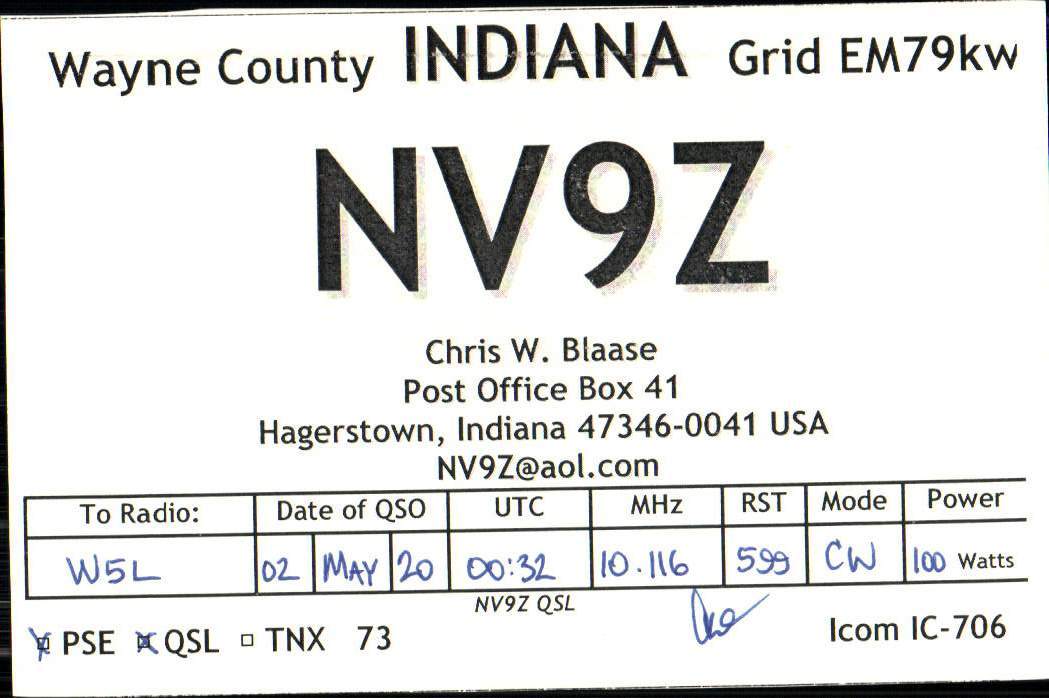 Wayne County INDIANA Grid EM79kw
NV9Z
Chris W. Blaase
Post Office Box 41
Hagerstown, Indiana 47346-0041 USA
NV9Z@aol.com
To Radio: Date of QSO UTC MHz RST Mode Power
W5L 02 MAY 20 00:32 10.116 599 CW 100 Watts
NV9Z QSL
PSE QSL TNX 73 Icom IC-706